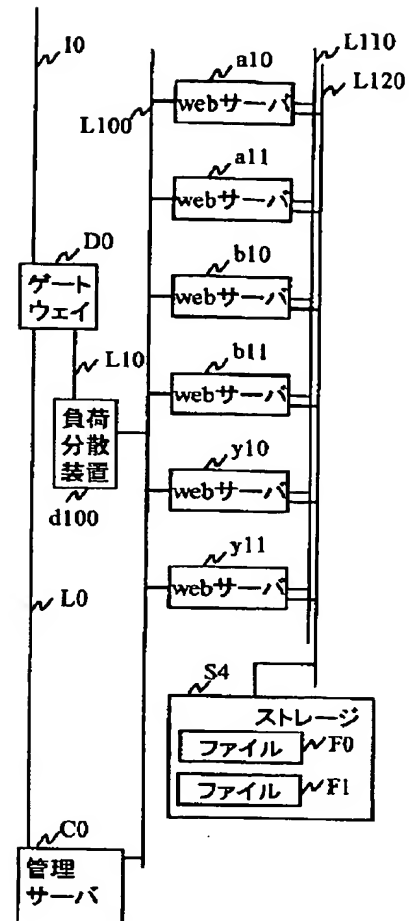 I0
L110
a10
L120
webサーバ
L100
a11
webサーバ
D0
ゲート
ウェイ
b10
webサーバ
L10
b11
webサーバ
負荷
分散
装置
d100
y10
webサーバ
y11
webサーバ
L0
S4
ストレージ
ファイル
F0
ファイル
F1
C0
管理
サーバ